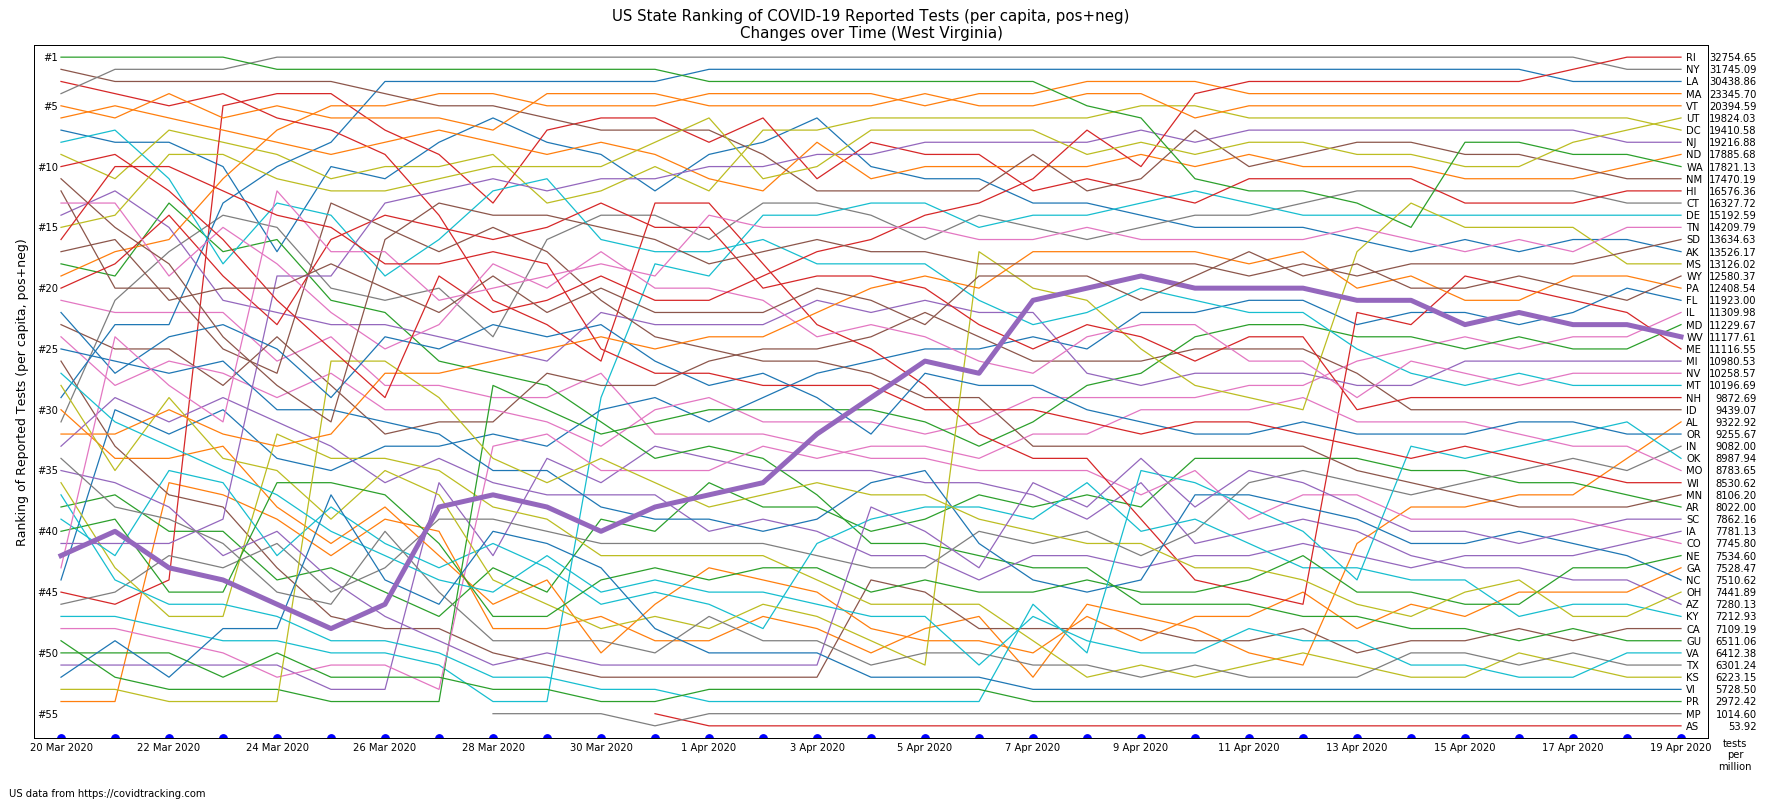 US State Ranking of COVID-19 Reported Tests (per capita, pos+neg)
Changes over Time (West Virginia)
Ranking of Reported Tests (per capita, pos+neg)
#1
#5
#10
#15
#20
#25
#30
#35
#40
#45
#50
#55
RI 32754.65
NY 31745.09
LA 30438.86
MA 23345.70
VT 20394.59
UT 19824.03
DC 19410.58
NJ 19216.88
ND 17885.68
WA 17821.13
NM 17470.19
HI 16576.36
CT 16327.72
DE 15192.59
TN 14209.79
SD 13634.63
AK 13526.17
MS 13126.02
WY 12580.37
PA 12408.54
FL 11923.00
IL 11309.98
MD 11229.67
WV 11177.61
ME 11116.55
MI 10980.53
NV 10258.57
MT 10196.69
NH 9872.69
ID 9439.07
AL 9322.92
OR 9255.67
IN 9082.00
OK 8987.94
MO 8783.65
WI 8530.62
MN 8106.20
AR 8022.00
SC 7862.16
IA 7781.13
CO 7745.80
NE 7534.60
GA 7528.47
NC 7510.62
OH 7441.89
AZ 7280.13
KY 7212.93
CA 7109.19
GU 6511.06
VA 6412.38
TX 6301.24
KS 6223.15
VI 5728.50
PR 2972.42
MP 1014.60
AS 53.92
20 Mar 2020 22 Mar 2020 24 Mar 2020 26 Mar 2020 28 Mar 2020 30 Mar 2020 1 Apr 2020 3 Apr 2020 5 Apr 2020 7 Apr 2020 9 Apr 2020 11 Apr 2020 13 Apr 2020 15 Apr 2020 17 Apr 2020 19 Apr 2020
tests
per
million
US data from https://covidtracking.com